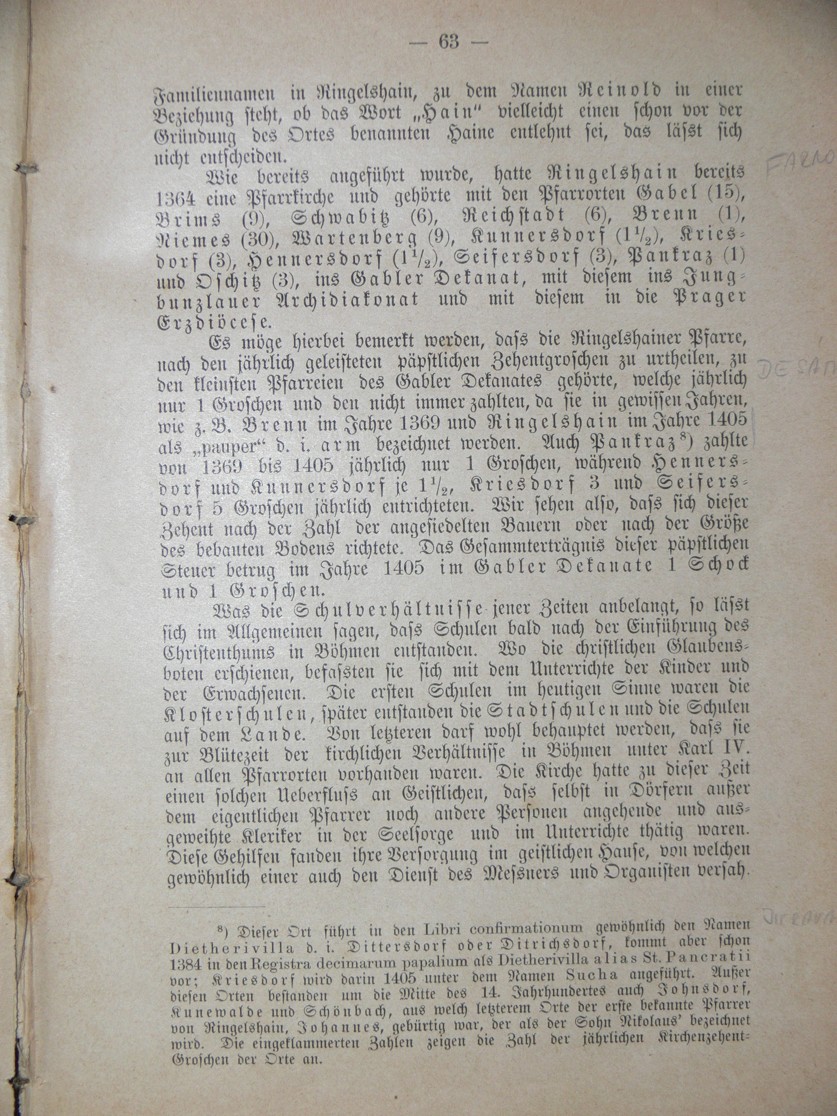 — 63 —
Familiennamen in Ringelshain, zu dem Namen Reinold in einer
Beziehung steht, ob das Wort „Hain“ vielleicht einen schon vor der
Gründung des Ortes benannten Haine entlehnt sei, das läſst sich
nicht entscheiden.
Wie bereits angeführt wurde, hatte Ringelshain bereits
1364 eine Pfarrkirche und gehörte mit den Pfarrorten Gabel (15),
Brims (9), Schwabitz (6), Reichstadt (6), Brenn (1),
Niemes (30), Wartenberg (9), Kunnersdorf (1½), Kries-
dorf (3), Hennersdorf (1½), Seifersdorf (3), Pankraz (1)
und Oschitz (3), ins Gabler Dekanat, mit diesem ins Jung-
bunzlauer Archidiakonat und mit diesem in die Prager
Erzdiöcese.
Es möge hierbei bemerkt werden, daſs die Ringelshainer Pfarre,
nach den jährlich geleisteten päpstlichen Zehentgroschen zu urtheilen, zu
den kleinsten Pfarreien des Gabler Dekanates gehörte, welche jährlich
nur 1 Groschen und den nicht immer zahlten, da sie in gewissen Jahren,
wie z. B. Brenn im Jahre 1369 und Ringelshain im Jahre 1405
als „pauper“ d. i. arm bezeichnet werden. Auch Pankraz⁸) zahlte
von 1369 bis 1405 jährlich nur 1 Groschen, während Henners-
dorf und Kunnersdorf je 1½, Kriesdorf 3 und Seifers-
dorf 5 Groschen jährlich entrichteten. Wir sehen also, daſs sich dieser
Zehent nach der Zahl der angesiedelten Bauern oder nach der Größe
des bebauten Bodens richtete. Das Gesammterträgnis dieser päpstlichen
Steuer betrug im Jahre 1405 im Gabler Dekanate 1 Schock
und 1 Groschen.
Was die Schulverhältnisse jener Zeiten anbelangt, so läſst
sich im Allgemeinen sagen, daſs Schulen bald nach der Einführung des
Christenthums in Böhmen entstanden. Wo die christlichen Glaubens-
boten erschienen, befaſsten sie sich mit dem Unterrichte der Kinder und
der Erwachsenen. Die ersten Schulen im heutigen Sinne waren die
Klosterschulen, später entstanden die Stadtschulen und die Schulen
auf dem Lande. Von letzteren darf wohl behauptet werden, daſs sie
zur Blütezeit der kirchlichen Verhältnisse in Böhmen unter Karl IV.
an allen Pfarrorten vorhanden waren. Die Kirche hatte zu dieser Zeit
einen solchen Ueberfluſs an Geistlichen, daſs selbst in Dörfern außer
dem eigentlichen Pfarrer noch andere Personen angehende und aus-
geweihte Kleriker in der Seelsorge und im Unterrichte thätig waren.
Diese Gehilfen fanden ihre Versorgung im geistlichen Hause, von welchen
gewöhnlich einer auch den Dienst des Messners und Organisten versah.
⁸) Dieser Ort führt in den Libri confirmationum gewöhnlich den Namen
Dietherivilla d. i. Dittersdorf oder Ditrichsdorf, kommt aber schon
1384 in den Registra decimarum papalium als Dietherivilla alias St. Pancratii
vor; Kriesdorf wird darin 1405 unter dem Namen Sucha angeführt. Außer
diesen Orten bestanden um die Mitte des 14. Jahrhundertes auch Johnsdorf,
Kunewalde und Schönbach, aus welch letzterem Orte der erste bekannte Pfarrer
von Ringelshain, Johannes, gebürtig war, der als der Sohn Nikolaus' bezeichnet
wird. Die eingeklammerten Zahlen zeigen die Zahl der jährlichen Kirchenzehent-
Groschen der Orte an.